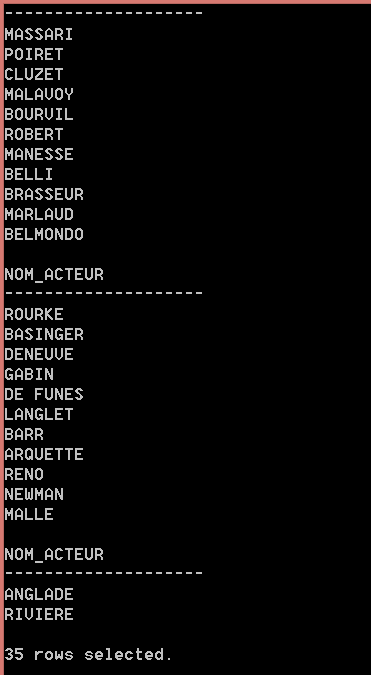 --------------------
MASSARI
POIRET
CLUZET
MALAVOY
BOURVIL
ROBERT
MANESSE
BELLI
BRASSEUR
MARLAUD
BELMONDO
NOM_ACTEUR
--------------------
ROURKE
BASINGER
DENEUVE
GABIN
DE FUNES
LANGLET
BARR
ARQUETTE
RENO
NEWMAN
MALLE
NOM_ACTEUR
--------------------
ANGLADE
RIVIERE
35 rows selected.